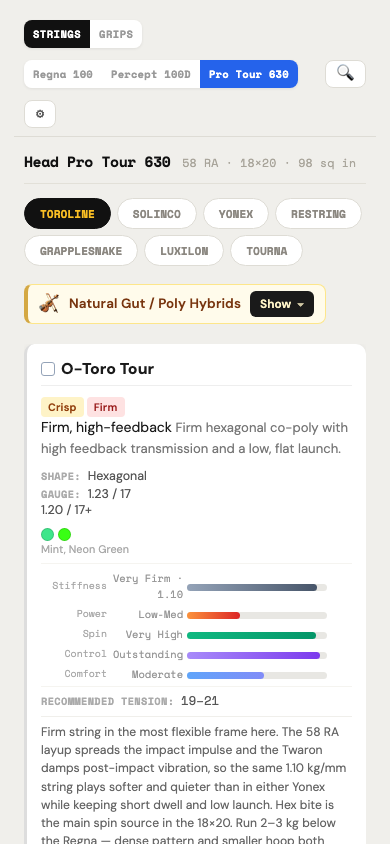 STRINGS GRIPS
Regna 100 Percept 100D Pro Tour 630
Head Pro Tour 630 58 RA · 18×20 · 98 sq in
TOROLINE SOLINCO YONEX RESTRING
GRAPPLESNAKE LUXILON TOURNA
Natural Gut / Poly Hybrids Show
O-Toro Tour
Crisp Firm
Firm, high-feedback Firm hexagonal co-poly with
high feedback transmission and a low, flat launch.
SHAPE: Hexagonal
GAUGE: 1.23 / 17
1.20 / 17+
Mint, Neon Green
Stiffness Very Firm ·
1.10
Power Low-Med
Spin Very High
Control Outstanding
Comfort Moderate
RECOMMENDED TENSION: 19–21
Firm string in the most flexible frame here. The 58 RA
layup spreads the impact impulse and the Twaron
damps post-impact vibration, so the same 1.10 kg/mm
string plays softer and quieter than in either Yonex
while keeping short dwell and low launch. Hex bite is
the main spin source in the 18×20. Run 2–3 kg below
the Regna — dense pattern and smaller hoop both